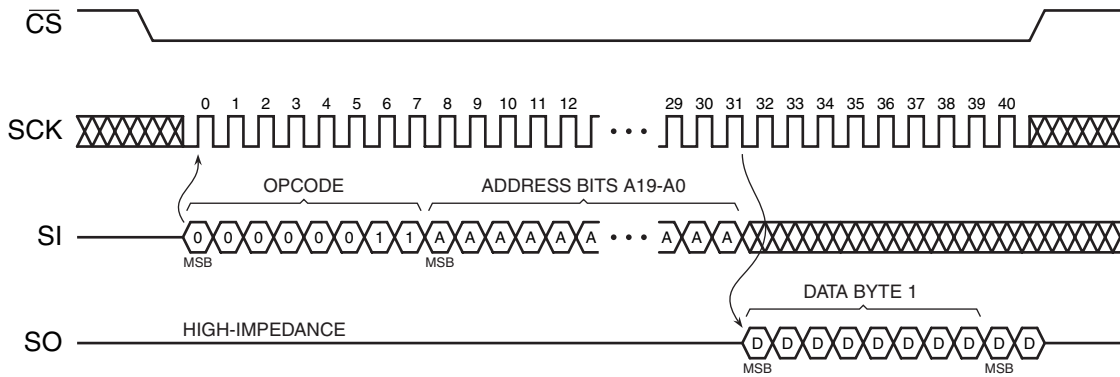 CS
0 1 2 3 4 5 6 7 8 9 10 11 12 29 30 31 32 33 34 35 36 37 38 39 40
SCK
OPCODE ADDRESS BITS A19-A0
SI 0 0 0 0 0 0 1 1 A A A A A A A A A
MSB MSB
DATA BYTE 1
HIGH-IMPEDANCE
SO D D D D D D D D D D
MSB MSB